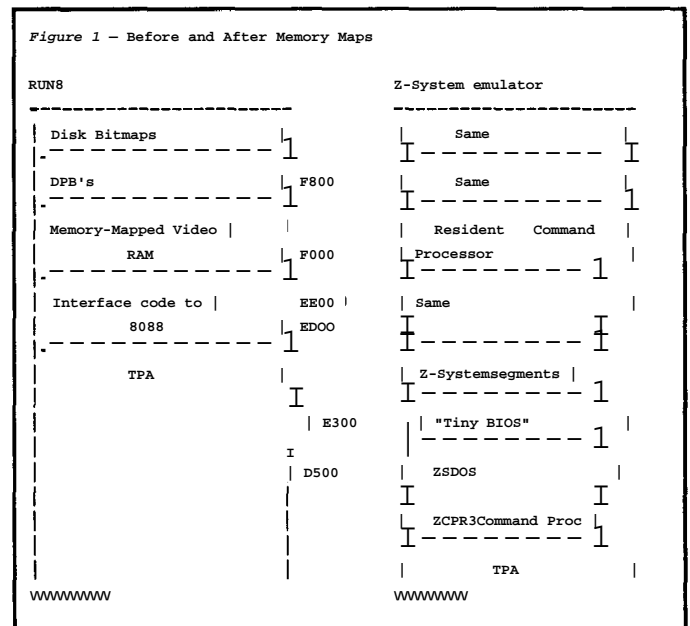 Figure 1 — Before and After Memory Maps
RUN8
Z-System emulator
Disk Bitmaps
DPB's
F800
Memory-Mapped Video
RAM
F000
Interface code to
EE00
8088
ED00
TPA
E300
D500
Same
Same
Resident Command
Processor
Same
Z-Systemsegments
"Tiny BIOS"
ZSDOS
ZCPR3Command Proc
TPA
wwwwwwww
wwwwwww